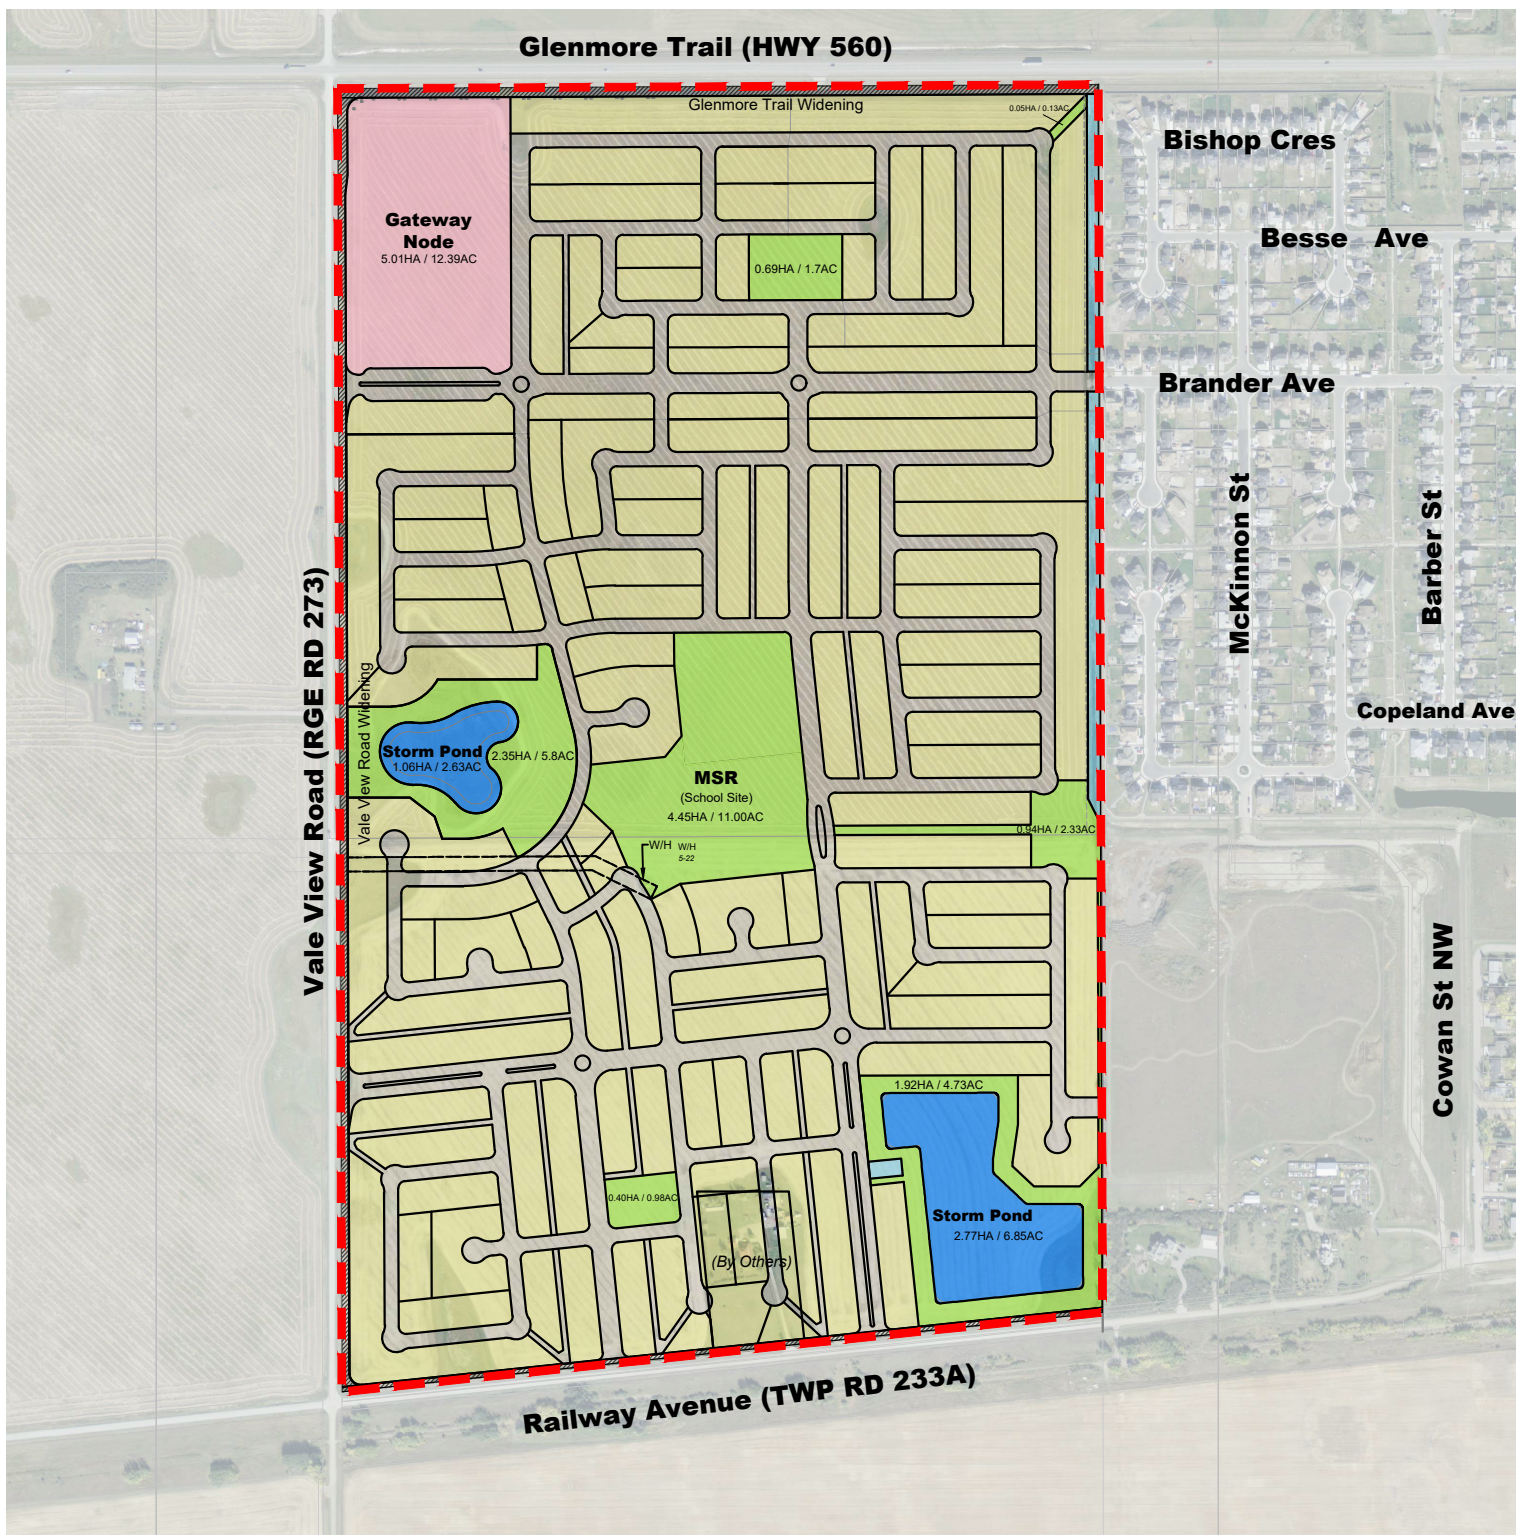 Glenmore Trail (HWY 560)
Glenmore Trail Widening
0.05HA / 0.13AC
Bishop Cres
Gateway
Node
5.01HA / 12.39AC
Besse Ave
0.69HA / 1.7AC
Brander Ave
McKinnon St
Barber St
Vale View Road (RGE RD 273)
Vale View Road Widening
Copeland Ave
Storm Pond
1.06HA / 2.63AC
2.35HA / 5.8AC
MSR
(School Site)
4.45HA / 11.00AC
0.94HA / 2.33AC
W/H
W/H
5-22
Cowan St NW
1.92HA / 4.73AC
0.40HA / 0.98AC
Storm Pond
2.77HA / 6.85AC
(By Others)
Railway Avenue (TWP RD 233A)